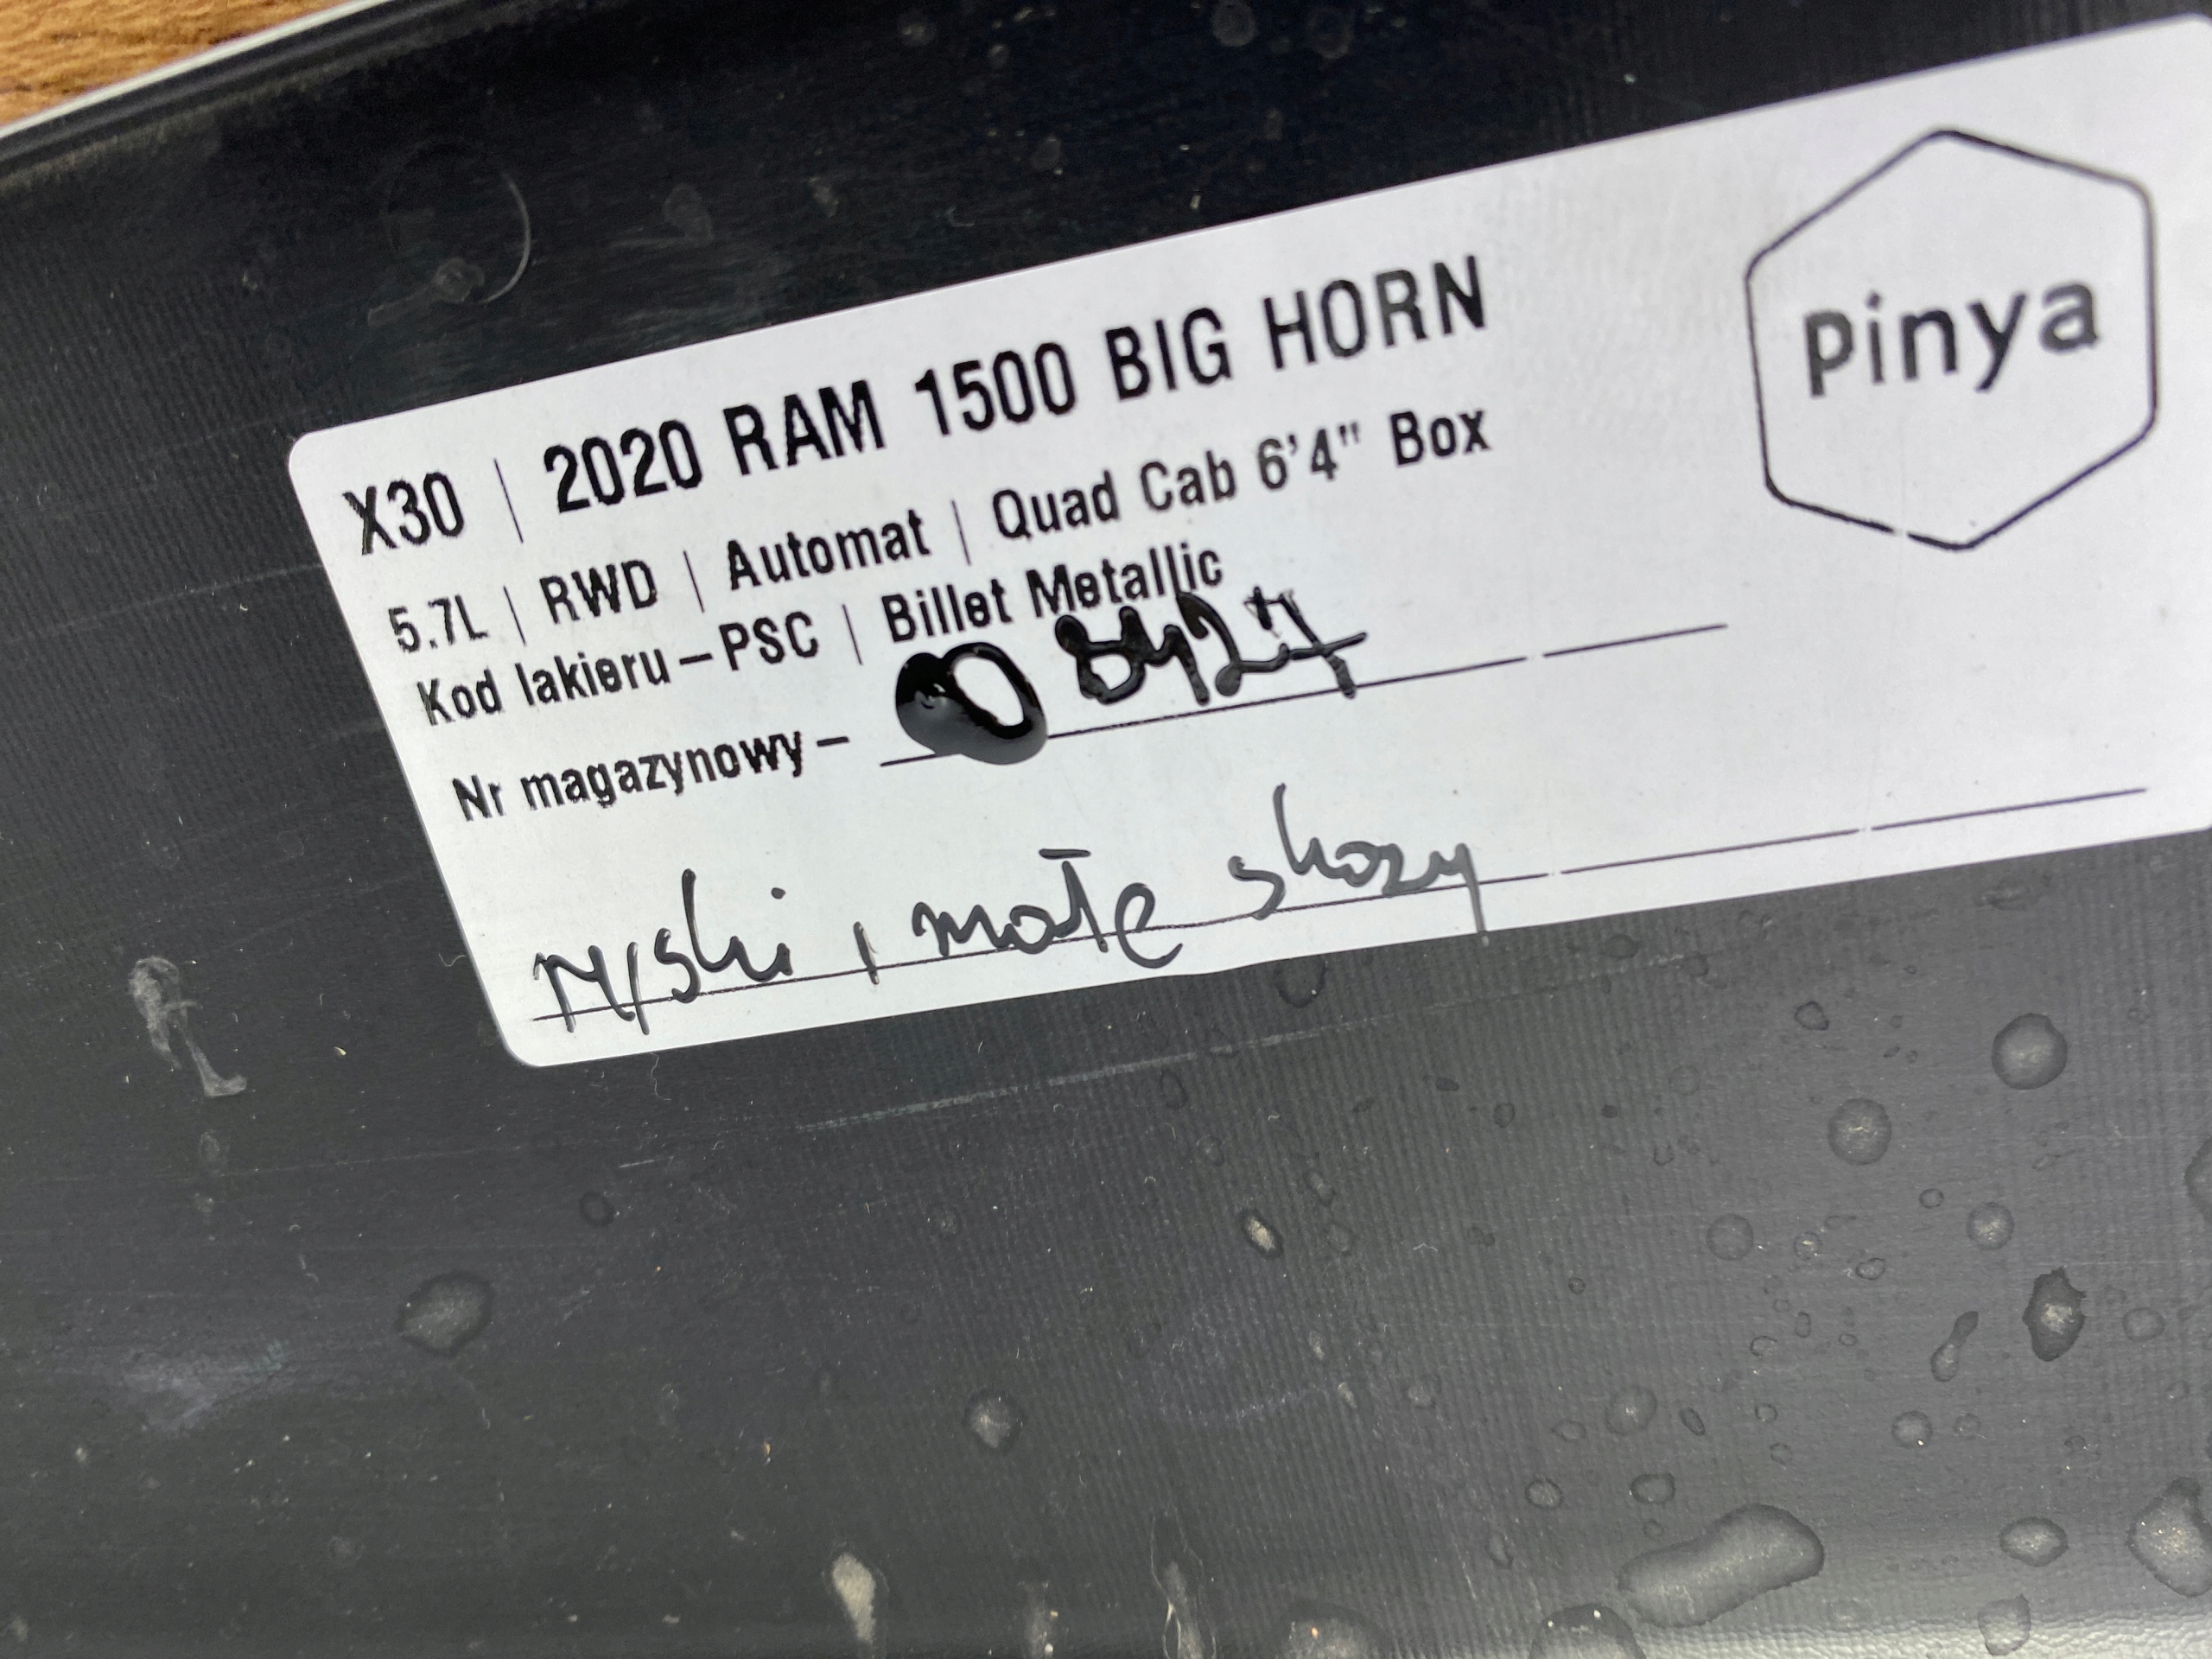 X30 | 2020 RAM 1500 BIG HORN
5.7L | RWD | Automat | Quad Cab 6'4" Box
Kod lakieru – PSC | Billet Metallic
Nr magazynowy – 08427
ryski, małe skazy
Pinya